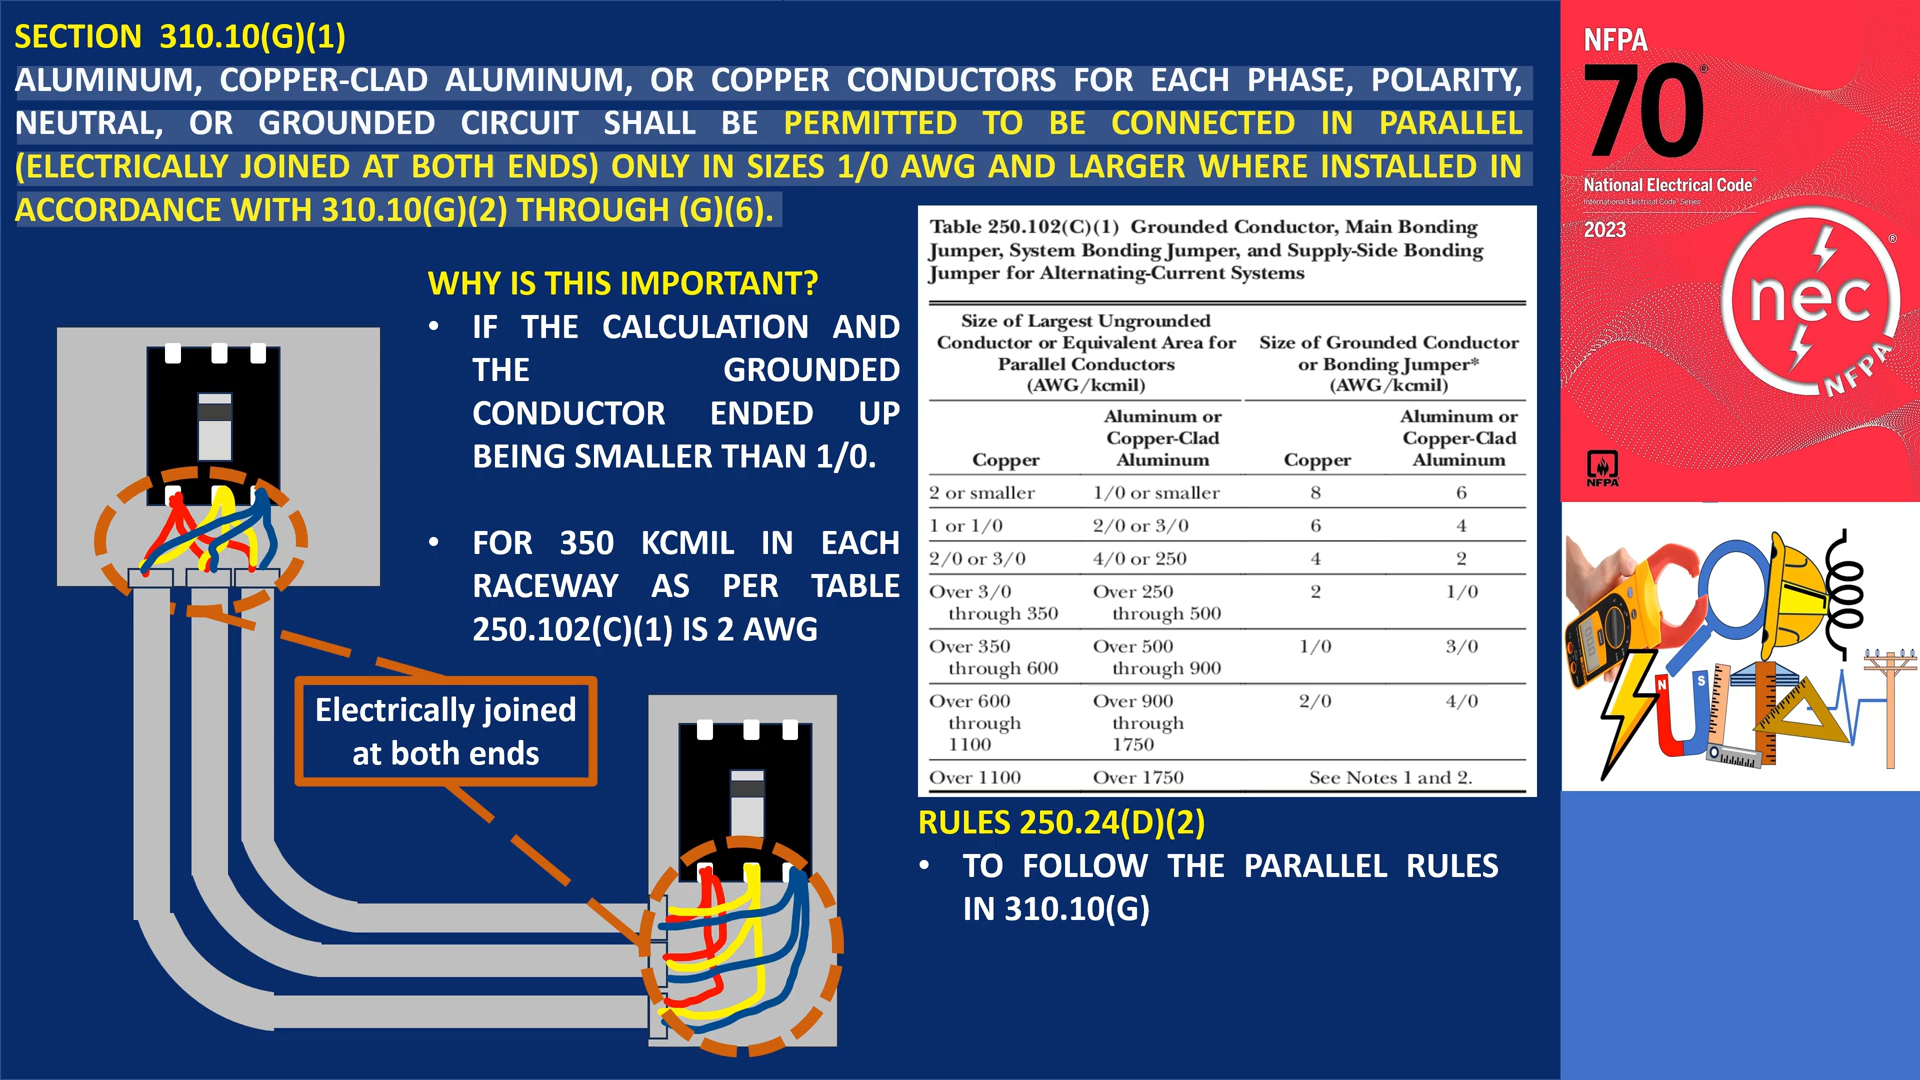 SECTION 310.10(G)(1)
ALUMINUM, COPPER-CLAD ALUMINUM, OR COPPER CONDUCTORS FOR EACH PHASE, POLARITY,
NEUTRAL, OR GROUNDED CIRCUIT SHALL BE PERMITTED TO BE CONNECTED IN PARALLEL
(ELECTRICALLY JOINED AT BOTH ENDS) ONLY IN SIZES 1/0 AWG AND LARGER WHERE INSTALLED IN
ACCORDANCE WITH 310.10(G)(2) THROUGH (G)(6).
WHY IS THIS IMPORTANT?
• IF THE CALCULATION AND
THE GROUNDED
CONDUCTOR ENDED UP
BEING SMALLER THAN 1/0.
• FOR 350 KCMIL IN EACH
RACEWAY AS PER TABLE
250.102(C)(1) IS 2 AWG
Electrically joined
at both ends
Table 250.102(C)(1) Grounded Conductor, Main Bonding
Jumper, System Bonding Jumper, and Supply-Side Bonding
Jumper for Alternating-Current Systems
Size of Largest Ungrounded
Conductor or Equivalent Area for
Parallel Conductors
(AWG/kcmil)
Size of Grounded Conductor
or Bonding Jumper*
(AWG/kcmil)
Copper
Aluminum or
Copper-Clad
Aluminum
Copper
Aluminum or
Copper-Clad
Aluminum
2 or smaller 1/0 or smaller 8 6
1 or 1/0 2/0 or 3/0 6 4
2/0 or 3/0 4/0 or 250 4 2
Over 3/0 Over 250 2 1/0
through 350 through 500
Over 350 Over 500 1/0 3/0
through 600 through 900
Over 600 Over 900 2/0 4/0
through through
1100 1750
Over 1100 Over 1750 See Notes 1 and 2.
RULES 250.24(D)(2)
• TO FOLLOW THE PARALLEL RULES
IN 310.10(G)
NFPA
70®
National Electrical Code®
International Electrical Code® Series
2023
nec®
NFPA
NFPA
N S